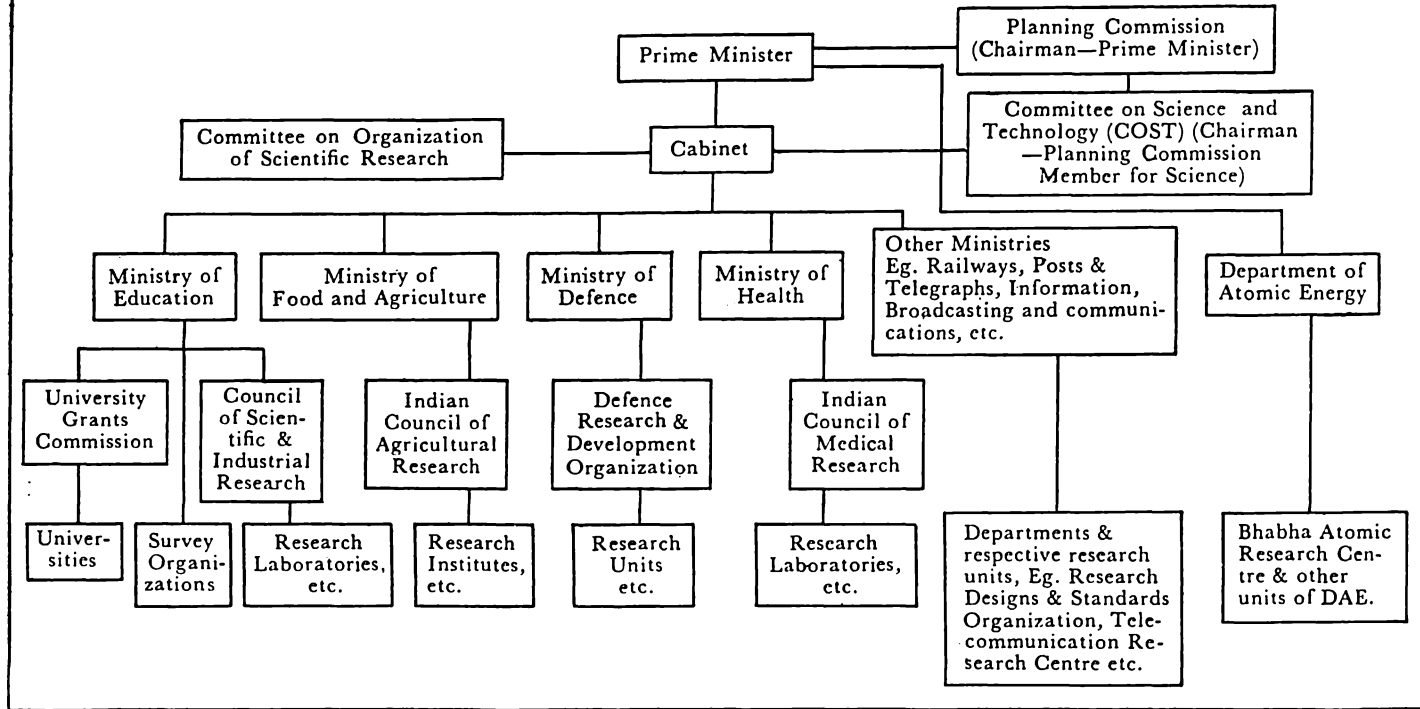 Prime Minister
Planning Commission
(Chairman—Prime Minister)
Committee on Organization
of Scientific Research
Cabinet
Committee on Science and
Technology (COST) (Chairman
—Planning Commission
Member for Science)
Ministry of
Education
Ministry of
Food and Agriculture
Ministry of
Defence
Ministry of
Health
Other Ministries
Eg. Railways, Posts &
Telegraphs, Information,
Broadcasting and communi-
cations, etc.
Department of
Atomic Energy
University
Grants
Commission
Council
of Scien-
tific &
Industrial
Research
Indian
Council of
Agricultural
Research
Defence
Research &
Development
Organization
Indian
Council of
Medical
Research
Univer-
sities
Survey
Organi-
zations
Research
Laboratories,
etc.
Research
Institutes,
etc.
Research
Units
etc.
Research
Laboratories,
etc.
Departments &
respective research
units, Eg. Research
Designs & Standards
Organization, Tele-
communication Re-
search Centre etc.
Bhabha Atomic
Research Cen-
tre & other
units of DAE.